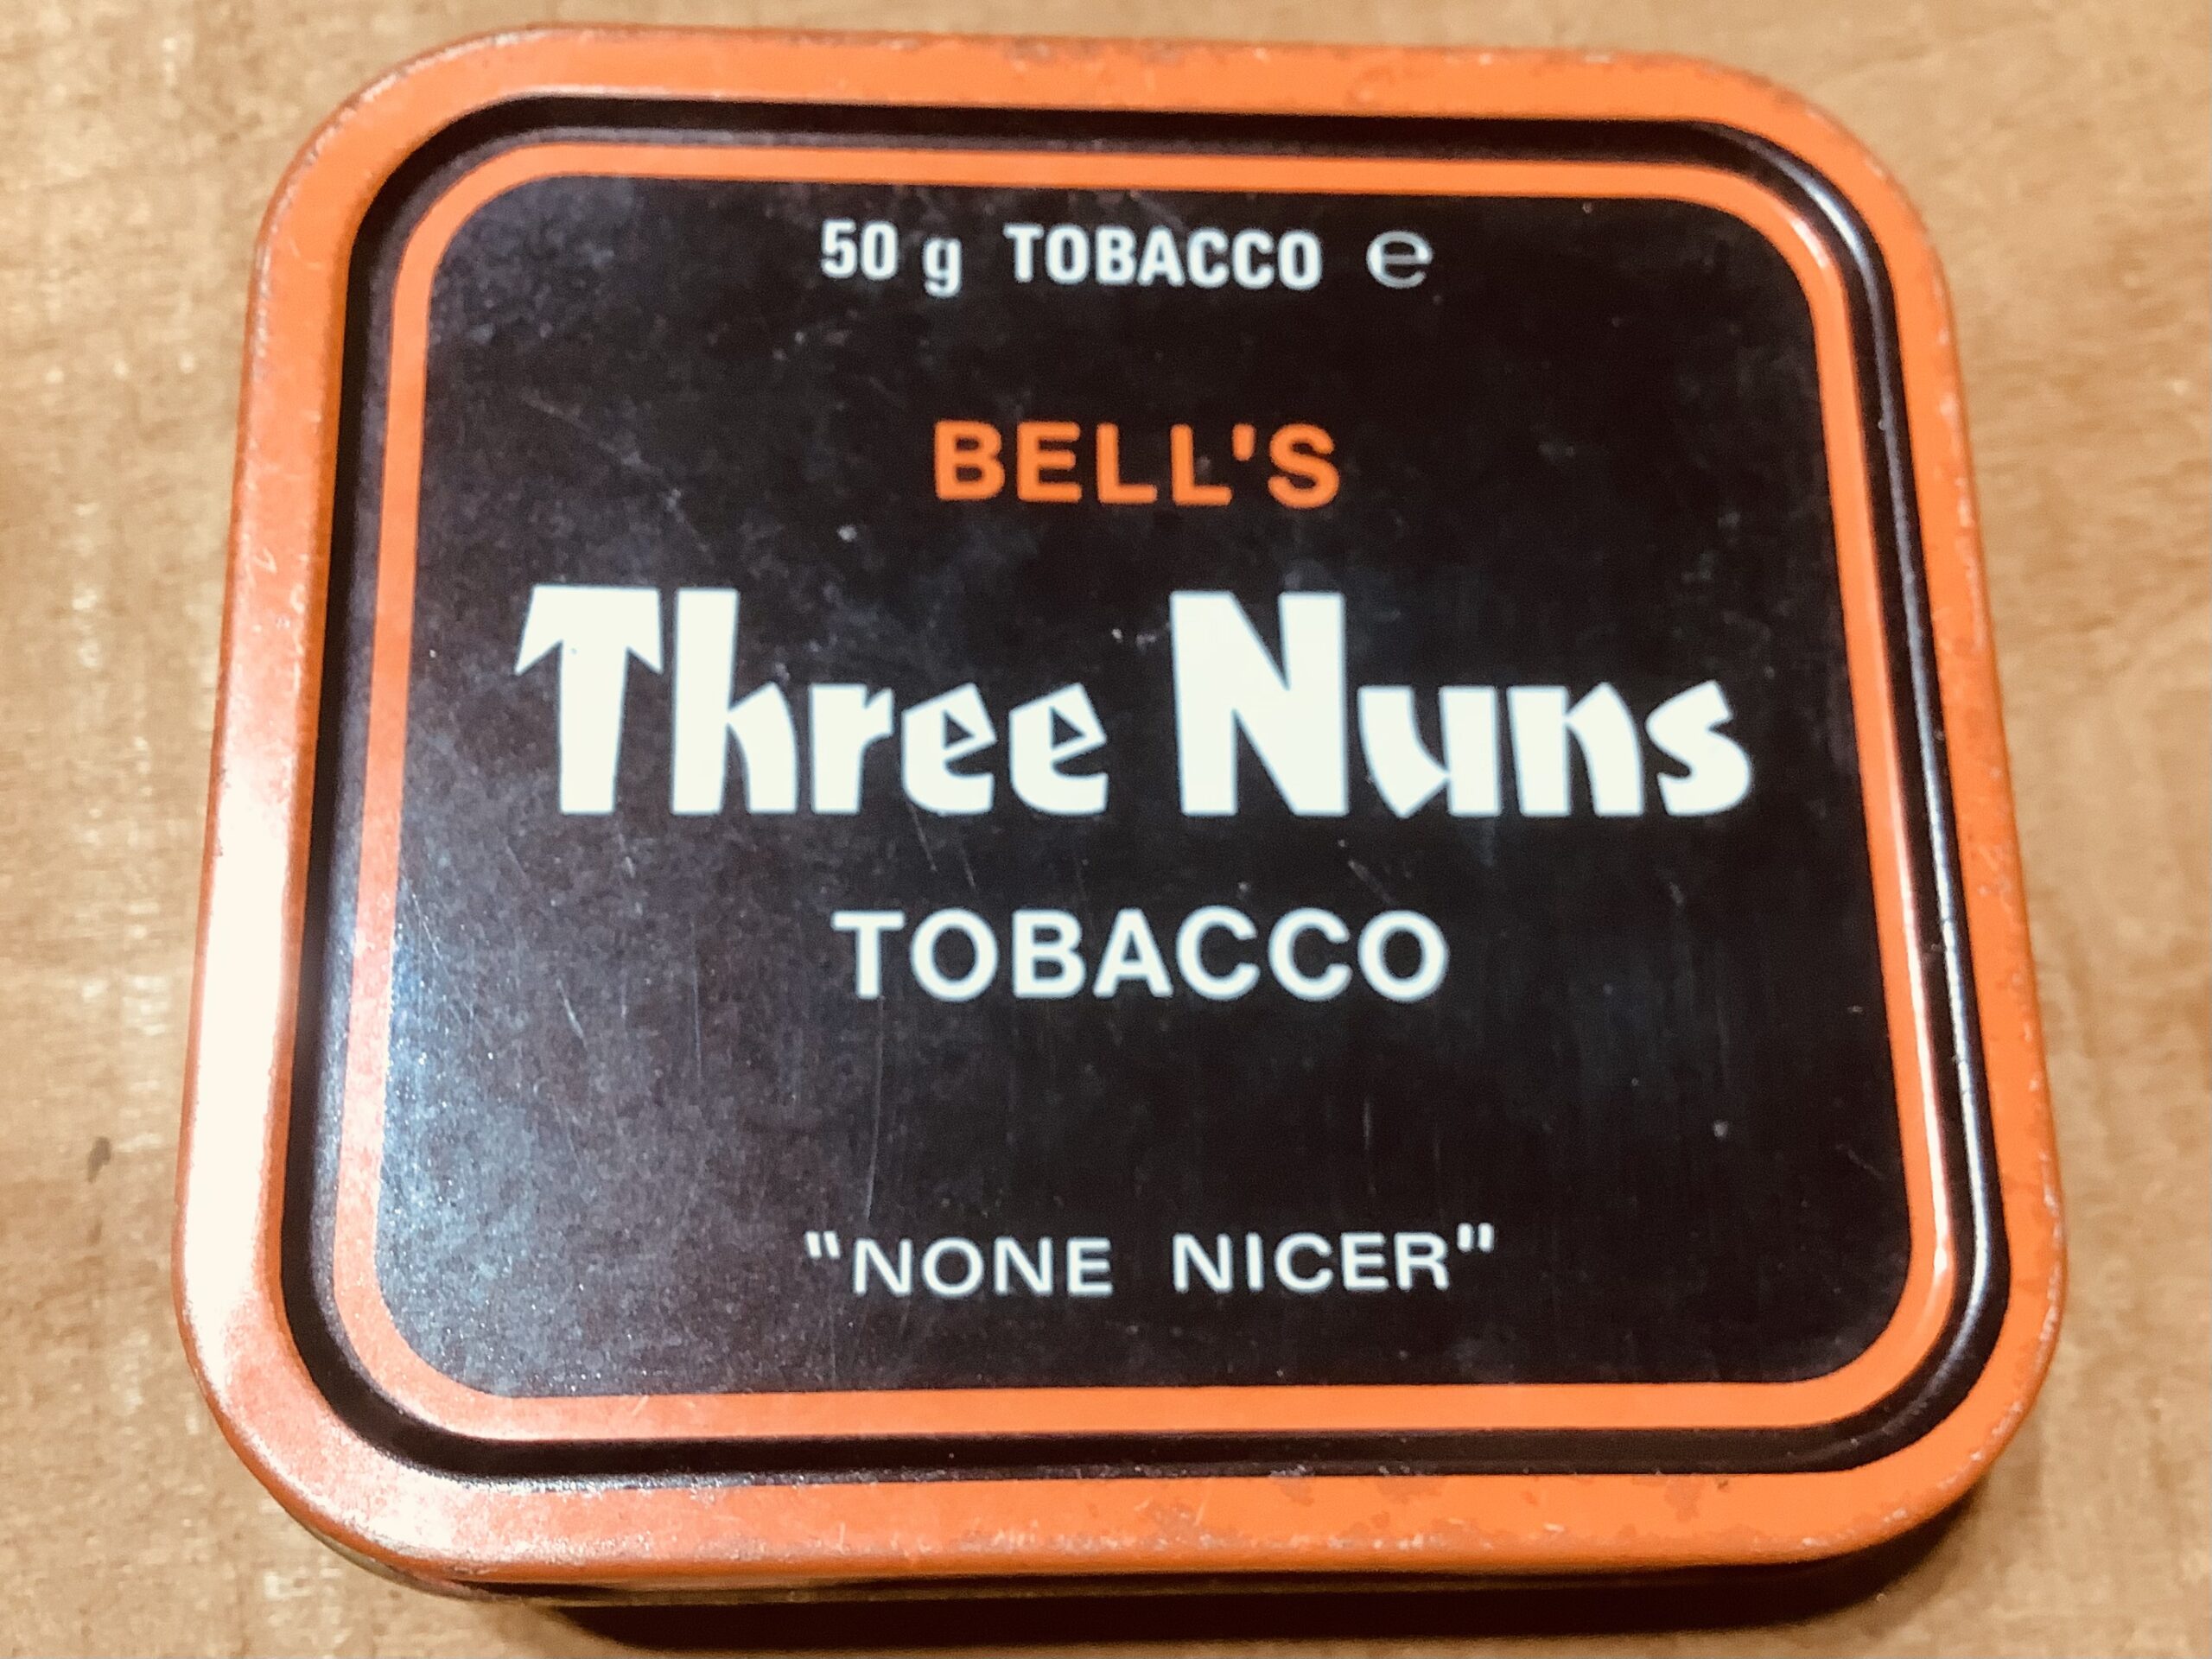 50 g TOBACCO ℮
BELL'S
Three Nuns
TOBACCO
"NONE NICER"